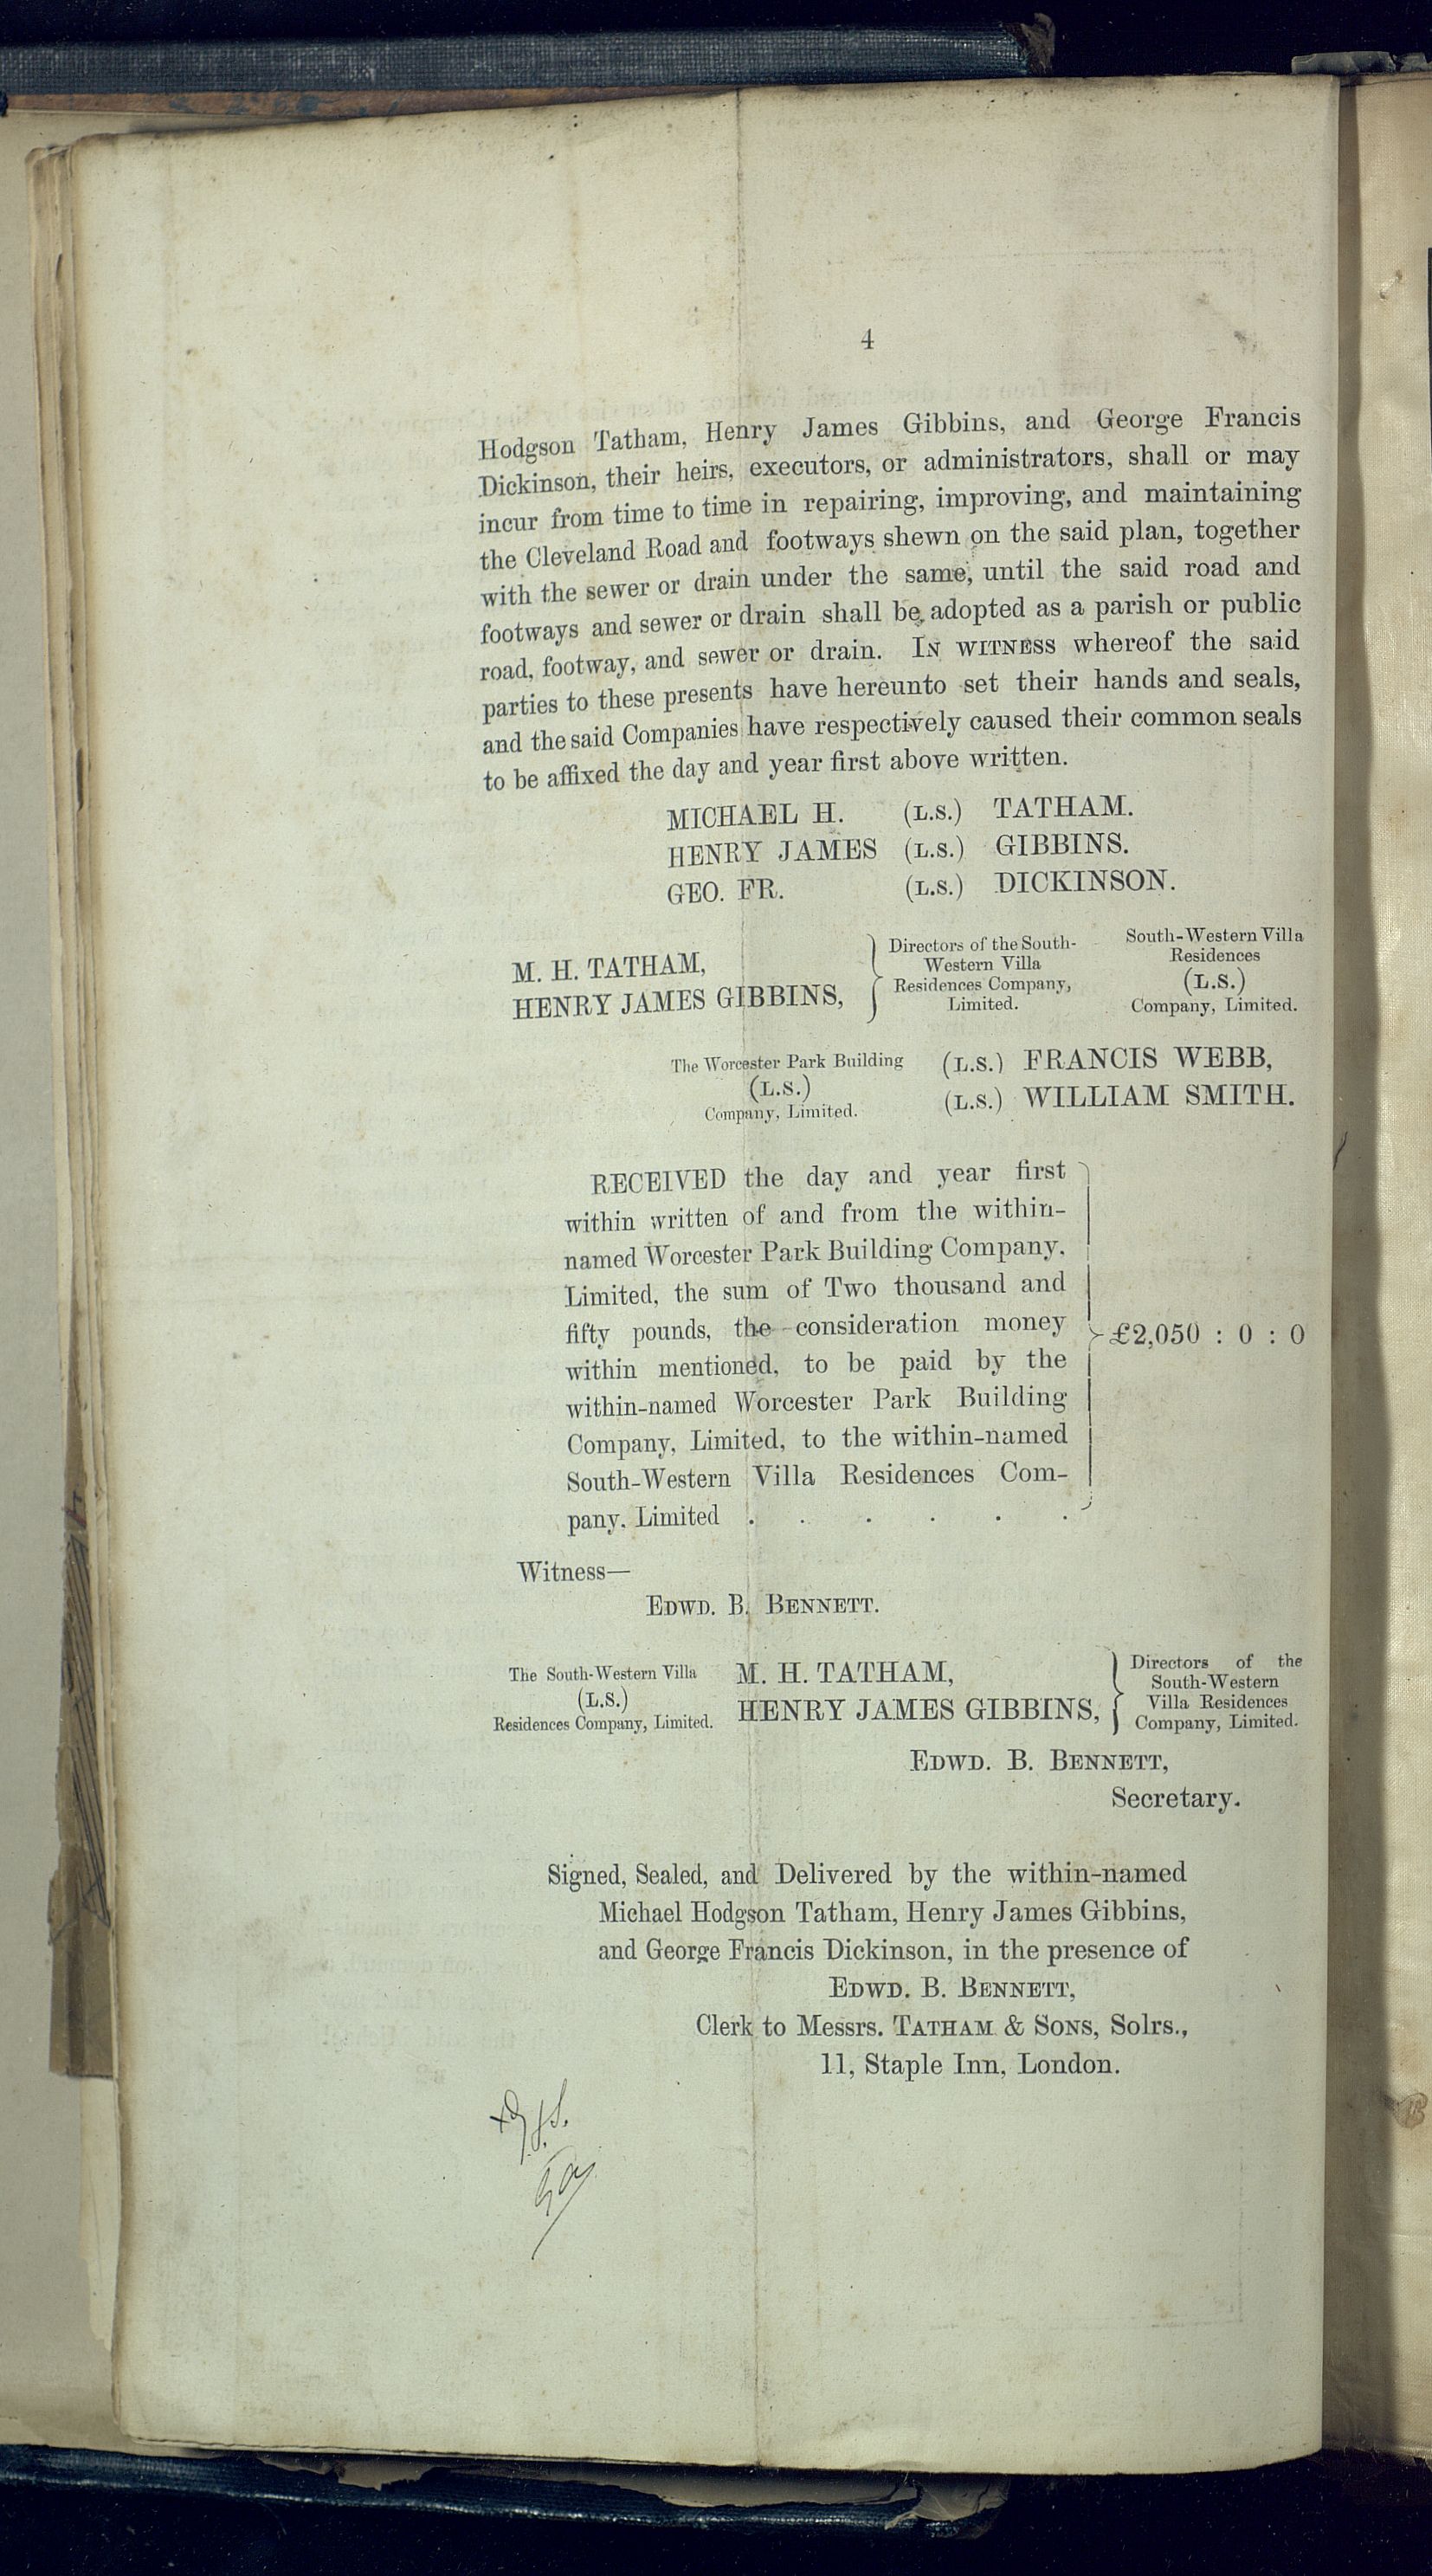 4
Hodgson Tatham, Henry James Gibbins, and George Francis
Dickinson, their heirs, executors, or administrators, shall or may
incur from time to time in repairing, improving, and maintaining
the Cleveland Road and footways shewn on the said plan, together
with the sewer or drain under the same, until the said road and
footways and sewer or drain shall be adopted as a parish or public
road, footway, and sewer or drain. IN WITNESS whereof the said
parties to these presents have hereunto set their hands and seals,
and the said Companies have respectively caused their common seals
to be affixed the day and year first above written.
MICHAEL H. (L.S.) TATHAM.
HENRY JAMES (L.S.) GIBBINS.
GEO. FR. (L.S.) DICKINSON.
M. H. TATHAM,
HENRY JAMES GIBBINS,
Directors of the South-
Western Villa
Residences Company,
Limited.
South-Western Villa
Residences
(L.S.)
Company, Limited.
The Worcester Park Building
(L.S.)
Company, Limited.
(L.S.) FRANCIS WEBB,
(L.S.) WILLIAM SMITH.
RECEIVED the day and year first
within written of and from the within-
named Worcester Park Building Company,
Limited, the sum of Two thousand and
fifty pounds, the consideration money
within mentioned, to be paid by the
within-named Worcester Park Building
Company, Limited, to the within-named
South-Western Villa Residences Com-
pany, Limited . . . . . .
£2,050 : 0 : 0
Witness—
EDWD. B. BENNETT.
The South-Western Villa
(L.S.)
Residences Company, Limited.
M. H. TATHAM,
HENRY JAMES GIBBINS,
Directors of the
South-Western
Villa Residences
Company, Limited.
EDWD. B. BENNETT,
Secretary.
Signed, Sealed, and Delivered by the within-named
Michael Hodgson Tatham, Henry James Gibbins,
and George Francis Dickinson, in the presence of
EDWD. B. BENNETT,
Clerk to Messrs. TATHAM & SONS, Solrs.,
11, Staple Inn, London.